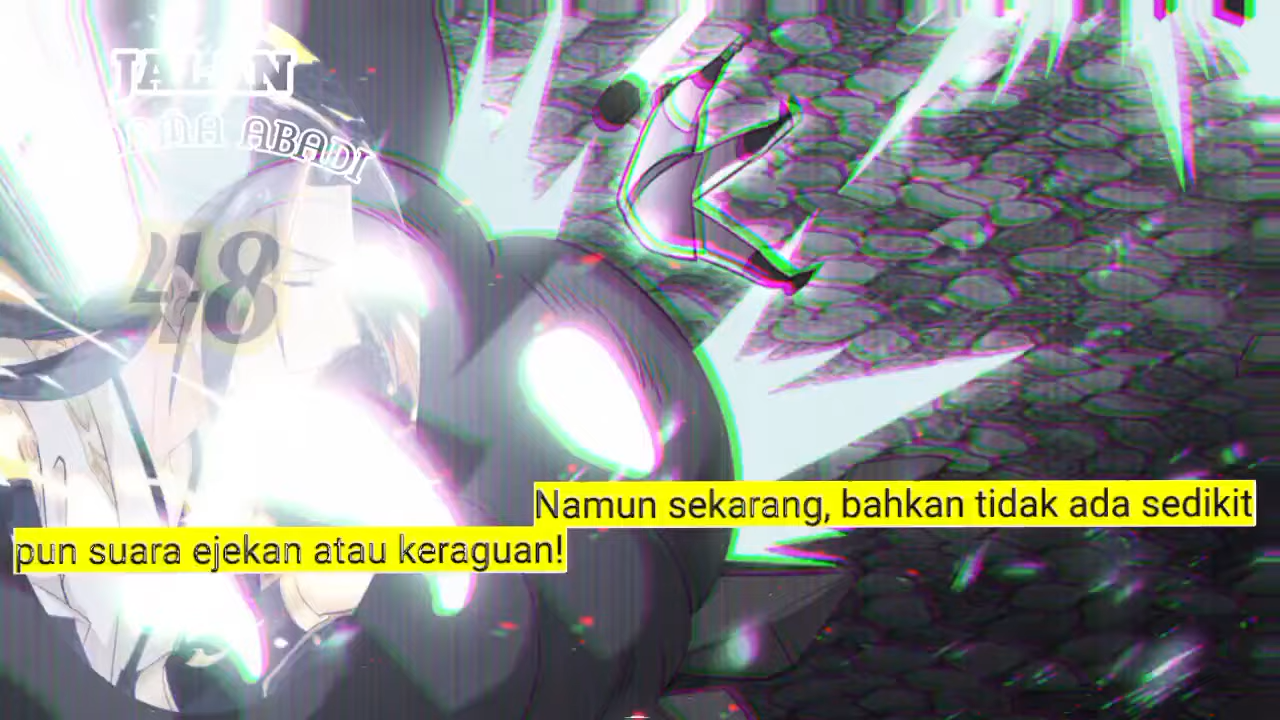 JALAN
ABADI
48
Namun sekarang, bahkan tidak ada sedikit
pun suara ejekan atau keraguan!